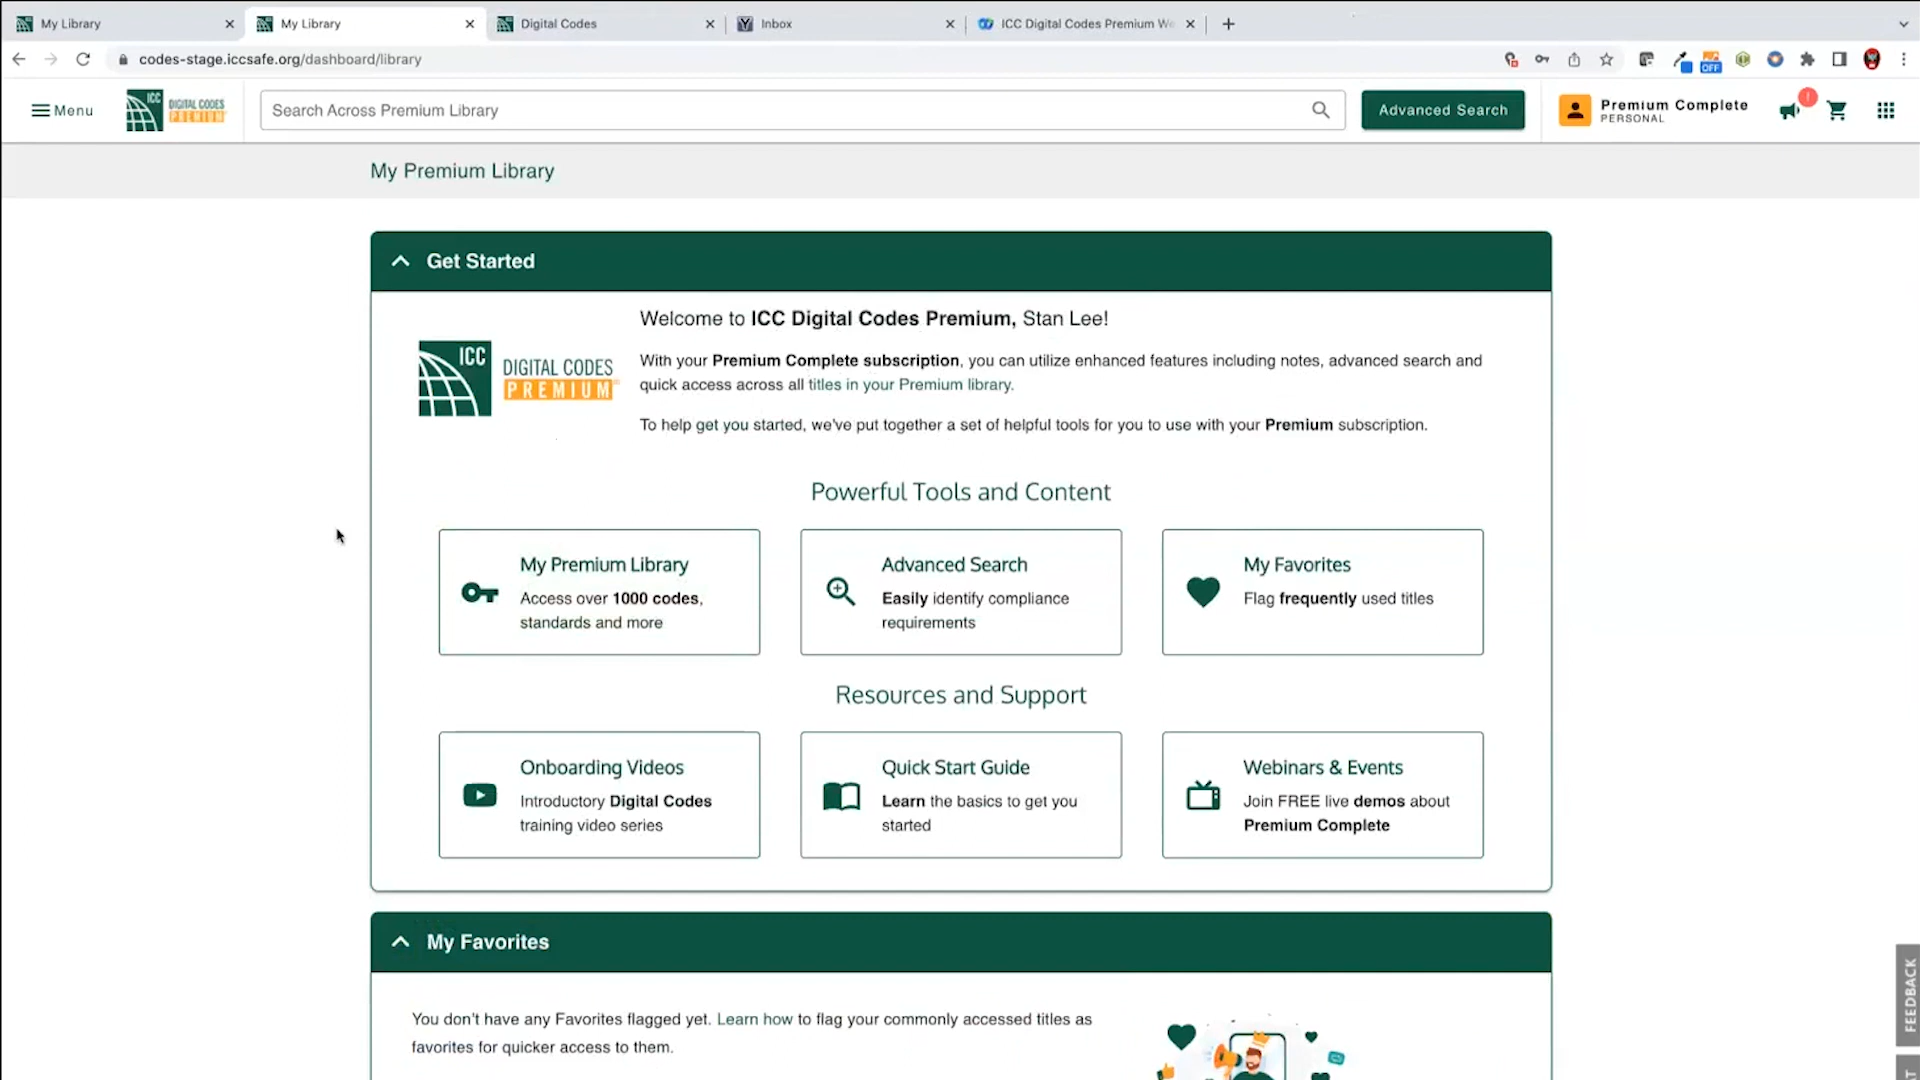 My Library
My Library
Digital Codes
Inbox
ICC Digital Codes Premium We
codes-stage.iccsafe.org/dashboard/library
OFF
Menu
ICC DIGITAL CODES PREMIUM
Search Across Premium Library
Advanced Search
Premium Complete
PERSONAL
!
My Premium Library
Get Started
Welcome to ICC Digital Codes Premium, Stan Lee!
ICC
DIGITAL CODES
PREMIUM
With your Premium Complete subscription, you can utilize enhanced features including notes, advanced search and
quick access across all titles in your Premium library.
To help get you started, we've put together a set of helpful tools for you to use with your Premium subscription.
Powerful Tools and Content
My Premium Library
Access over 1000 codes,
standards and more
Advanced Search
Easily identify compliance
requirements
My Favorites
Flag frequently used titles
Resources and Support
Onboarding Videos
Introductory Digital Codes
training video series
Quick Start Guide
Learn the basics to get you
started
Webinars & Events
Join FREE live demos about
Premium Complete
My Favorites
You don't have any Favorites flagged yet. Learn how to flag your commonly accessed titles as
favorites for quicker access to them.
FEEDBACK